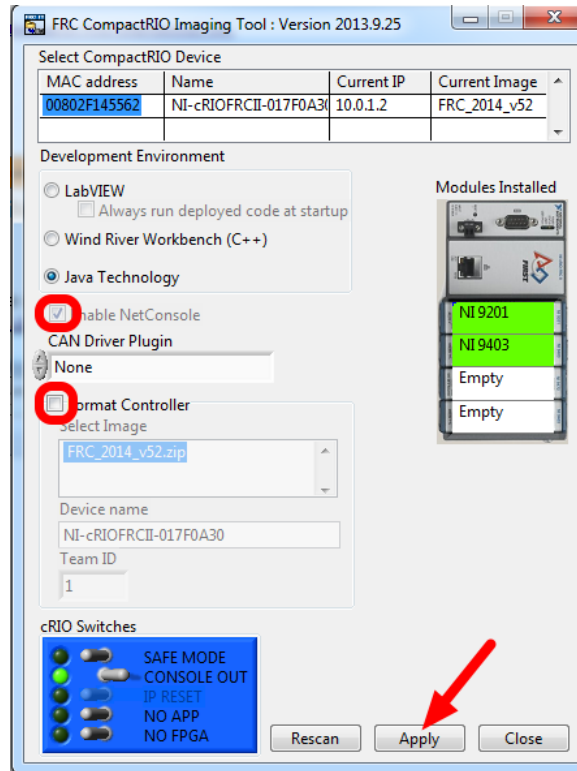 FRC CompactRIO Imaging Tool : Version 2013.9.25
Select CompactRIO Device
MAC address Name Current IP Current Image
00802F145562 NI-cRIOFRCII-017F0A30 10.0.1.2 FRC_2014_v52
Development Environment
LabVIEW
Always run deployed code at startup
Wind River Workbench (C++)
Java Technology
Modules Installed
FIRST
NI 9201
NI 9403
Empty
Empty
Enable NetConsole
CAN Driver Plugin
None
Format Controller
Select Image
FRC_2014_v52.zip
Device name
NI-cRIOFRCII-017F0A30
Team ID
1
cRIO Switches
SAFE MODE
CONSOLE OUT
IP RESET
NO APP
NO FPGA
Rescan Apply Close